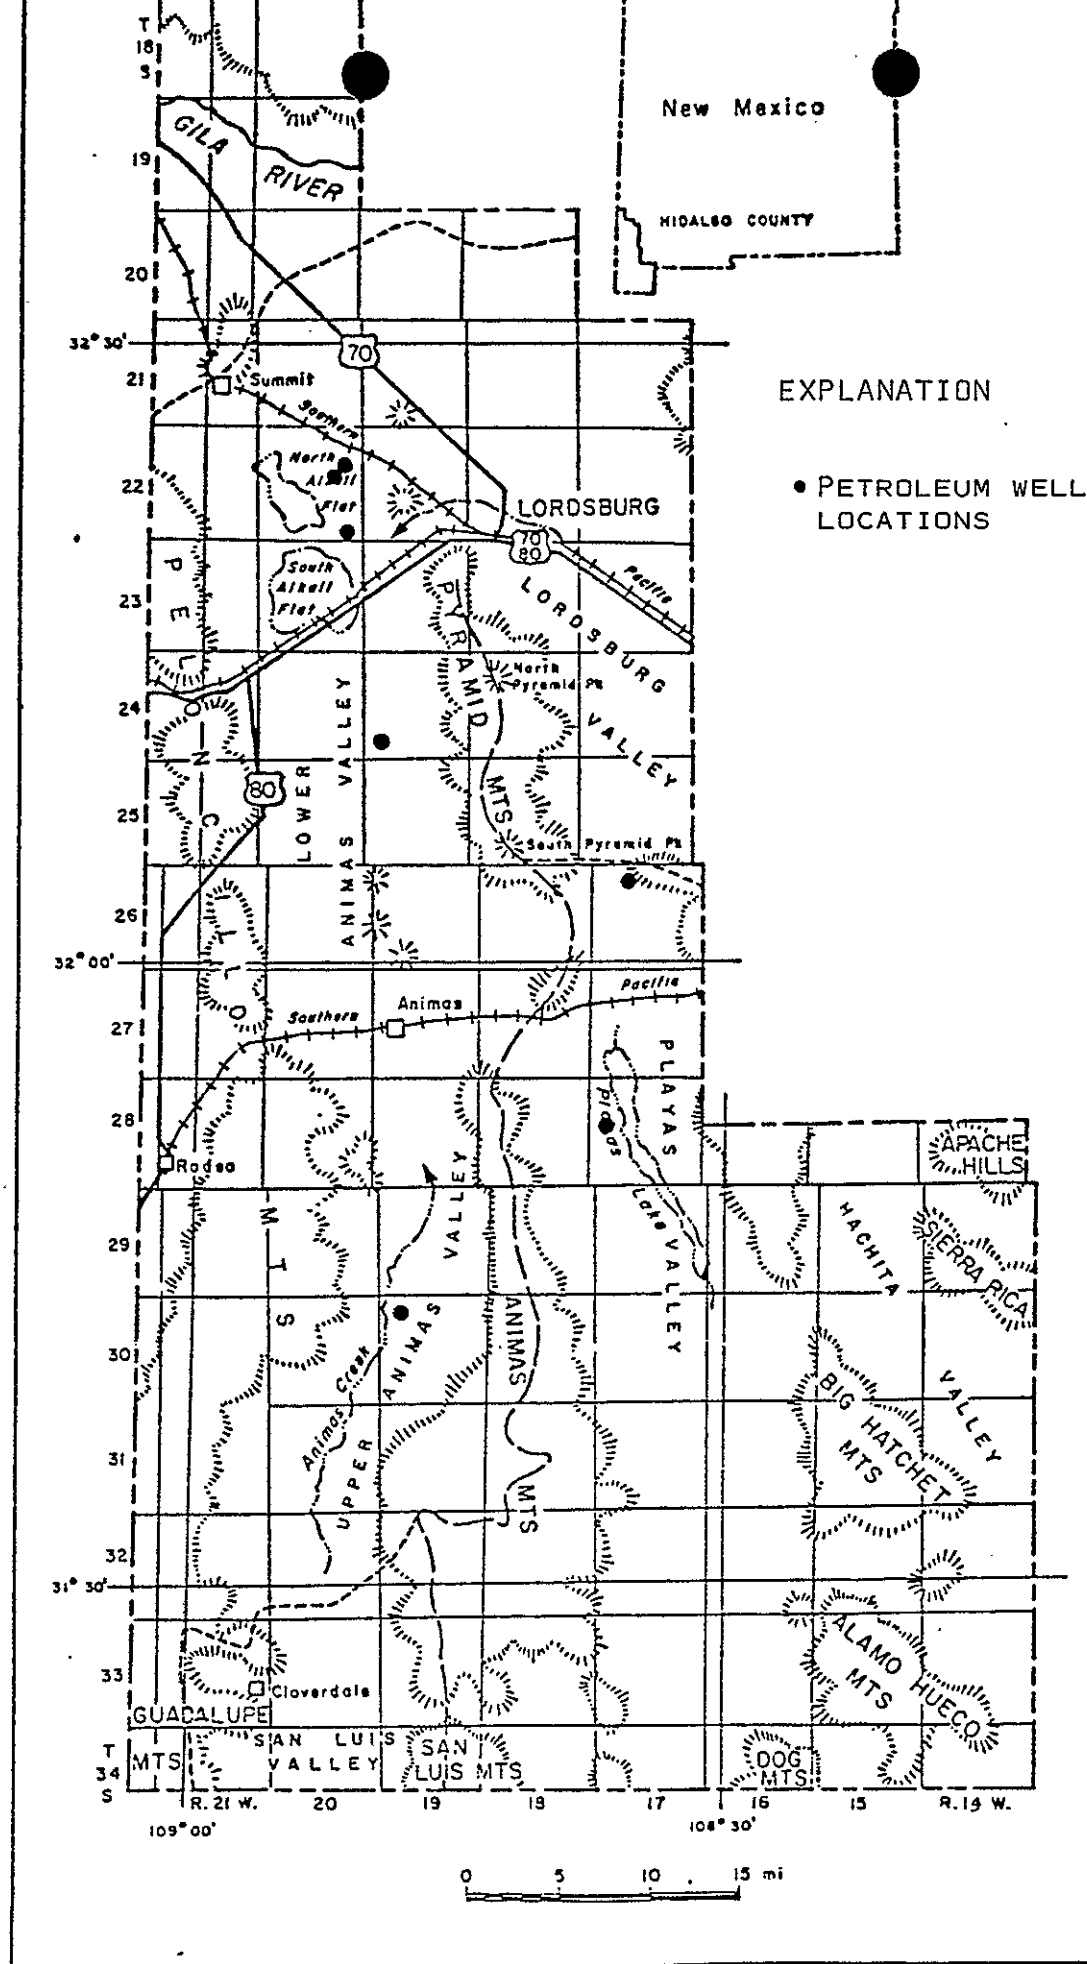 T
18
S
New Mexico
GILA
RIVER
19
HIDALGO COUNTY
20
32° 30'
70
21
Summit
EXPLANATION
Southern
North
Alkali
Flat
22
PETROLEUM WELL
LOCATIONS
LORDSBURG
70
80
South
Alkali
Flat
Pacific
23
PYRAMID
MTS
LORDSBURG
VALLEY
North
Pyramid Pk
24
PELONCILLO
MTS
80
LOWER
ANIMAS VALLEY
25
South Pyramid Pk
26
32° 00'
Animas
Southern
Pacific
27
PLAYAS
VALLEY
Playas
Lake
28
Rodeo
APACHE
HILLS
29
HACHITA
VALLEY
SIERRA RICA
UPPER
ANIMAS
VALLEY
Animas Creek
30
ANIMAS
MTS
BIG HATCHET
MTS
31
32
31° 30'
33
Cloverdale
ALAMO HUECO
MTS
GUADALUPE
MTS
SAN LUIS
VALLEY
SAN
LUIS MTS
DOG
MTS
T
34
S
R. 21 W. 20 19 18 17 16 15 R. 14 W.
109° 00' 108° 30'
0 5 10 15 mi